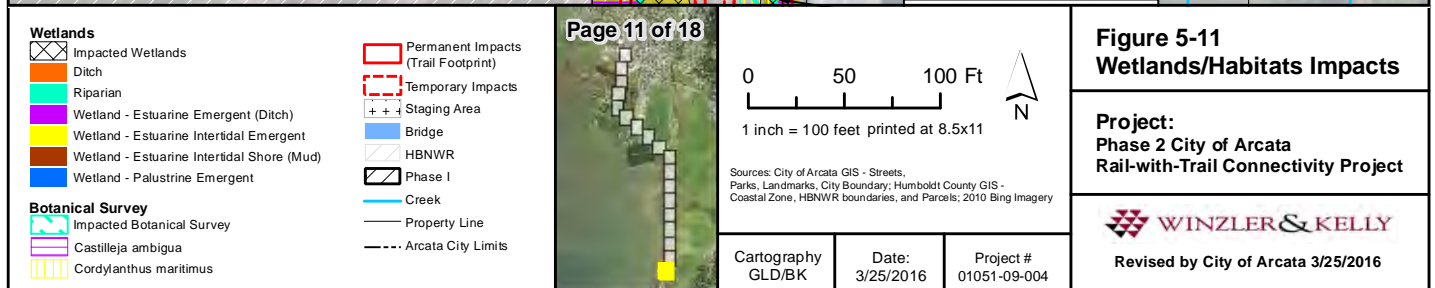 Wetlands
Impacted Wetlands
Ditch
Riparian
Wetland - Estuarine Emergent (Ditch)
Wetland - Estuarine Intertidal Emergent
Wetland - Estuarine Intertidal Shore (Mud)
Wetland - Palustrine Emergent
Botanical Survey
Impacted Botanical Survey
Castilleja ambigua
Cordylanthus maritimus
Permanent Impacts
(Trail Footprint)
Temporary Impacts
Staging Area
Bridge
HBNWR
Phase I
Creek
Property Line
Arcata City Limits
Page 11 of 18
0 50 100 Ft
N
1 inch = 100 feet printed at 8.5x11
Sources: City of Arcata GIS - Streets,
Parks, Landmarks, City Boundary; Humboldt County GIS -
Coastal Zone, HBNWR boundaries, and Parcels; 2010 Bing Imagery
Cartography
GLD/BK
Date:
3/25/2016
Project #
01051-09-004
Figure 5-11
Wetlands/Habitats Impacts
Project:
Phase 2 City of Arcata
Rail-with-Trail Connectivity Project
WINZLER & KELLY
Revised by City of Arcata 3/25/2016